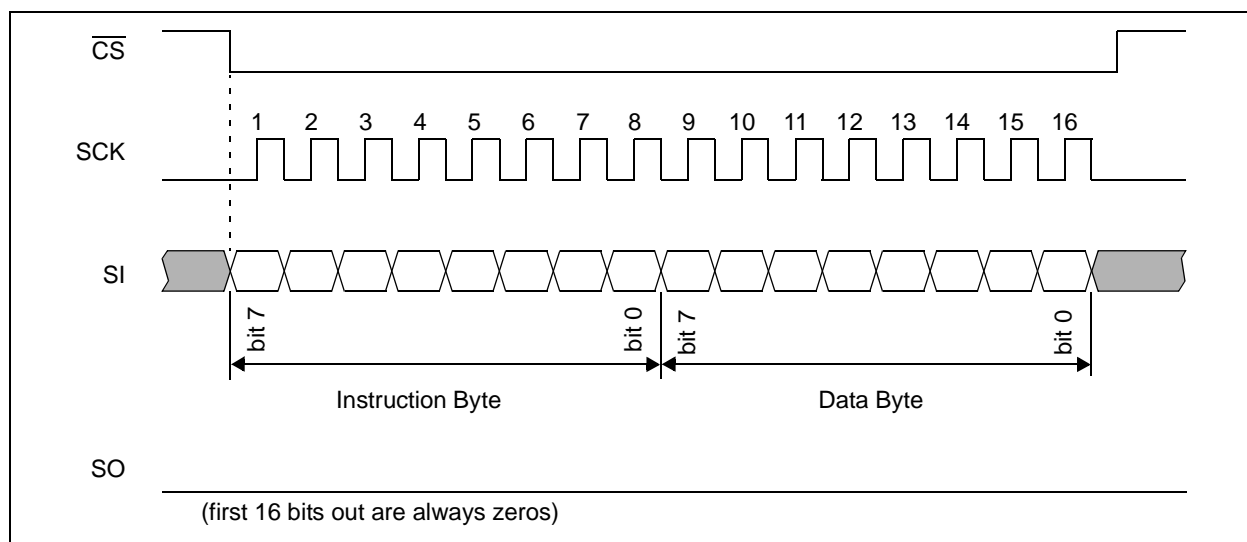 CS
1 2 3 4 5 6 7 8 9 10 11 12 13 14 15 16
SCK
SI
bit 7
bit 0
bit 7
bit 0
Instruction Byte
Data Byte
SO
(first 16 bits out are always zeros)